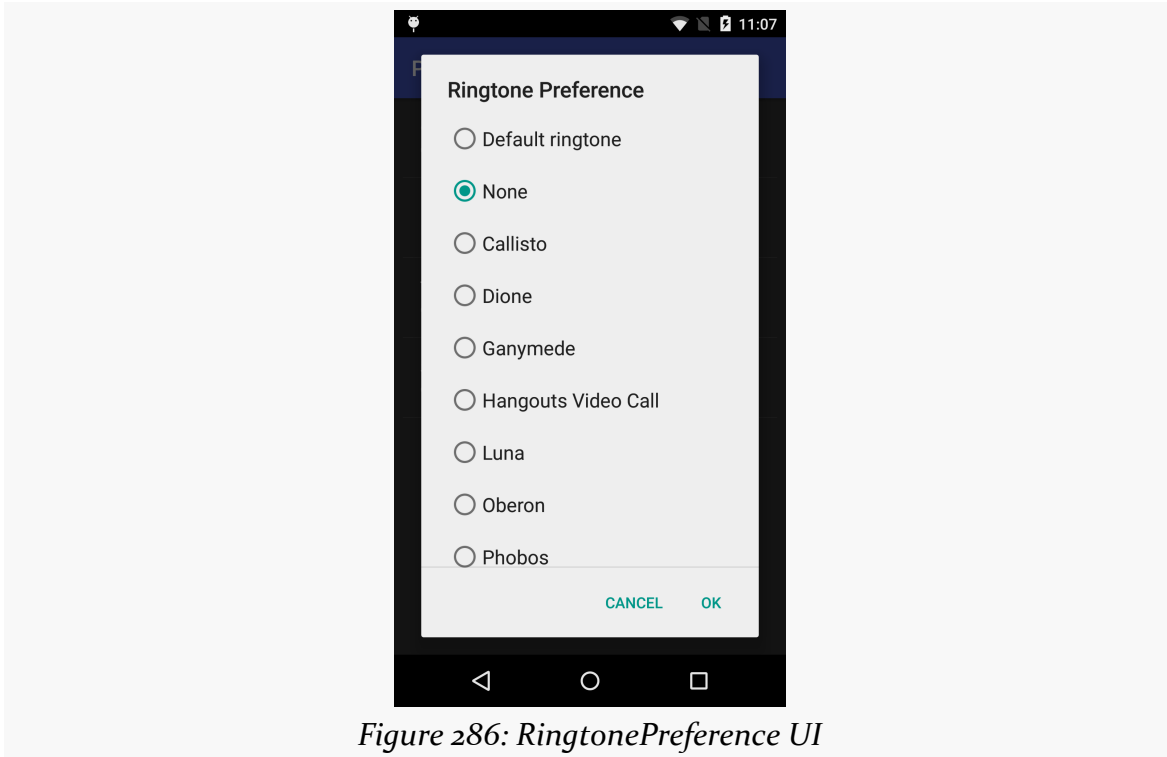 11:07
P
Ringtone Preference
Default ringtone
None
Callisto
Dione
Ganymede
Hangouts Video Call
Luna
Oberon
Phobos
CANCEL OK
Figure 286: RingtonePreference UI